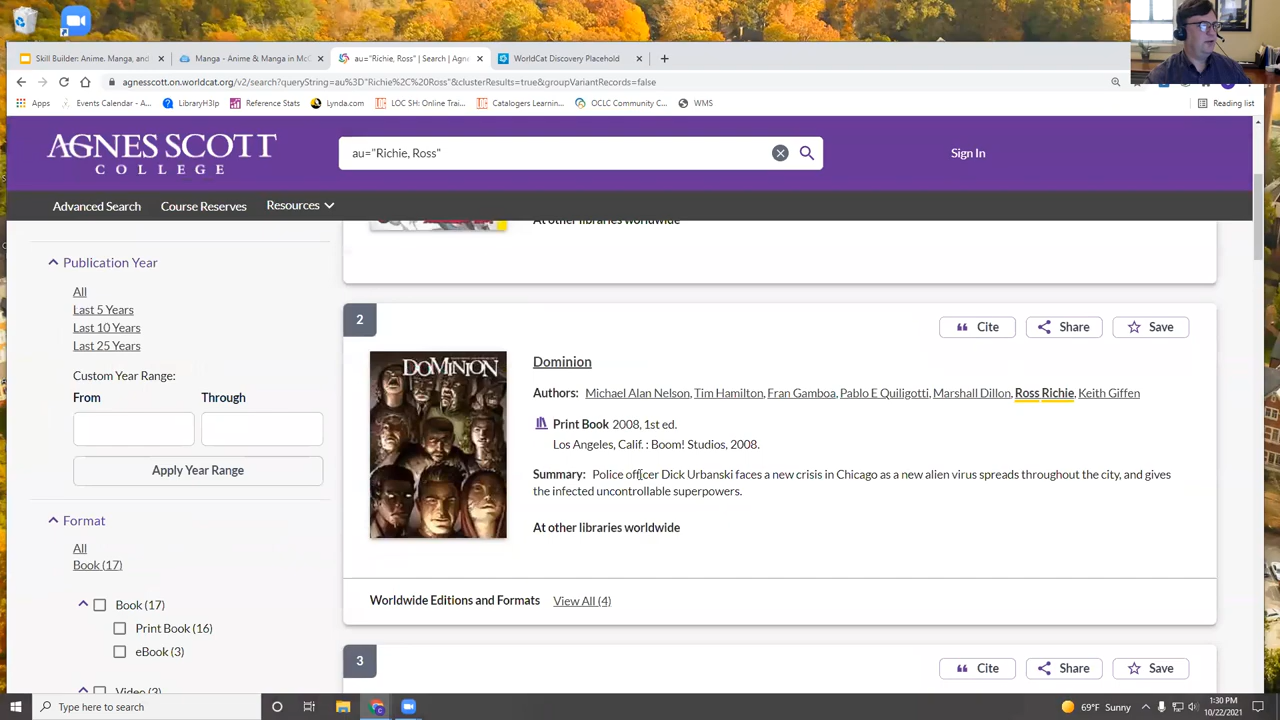 Skill Builder: Anime, Manga, and
Manga - Anime & Manga in Mc
au="Richie, Ross" | Search | Agne
WorldCat Discovery Placehold
agnesscott.on.worldcat.org/v2/search?queryString=au%3D"Richie%2C%20Ross"&clusterResults=true&groupVariantRecords=false
Apps
Events Calendar - A...
LibraryH3lp
Reference Stats
Lynda.com
LOC SH: Online Trai...
Catalogers Learnin...
OCLC Community C...
WMS
Reading list
AGNES SCOTT
COLLEGE
au="Richie, Ross"
Sign In
Advanced Search
Course Reserves
Resources
At other libraries worldwide
Publication Year
All
Last 5 Years
Last 10 Years
Last 25 Years
Custom Year Range:
From
Through
Apply Year Range
Format
All
Book (17)
Book (17)
Print Book (16)
eBook (3)
Video (3)
2
Cite
Share
Save
DOMINION
Dominion
Authors: Michael Alan Nelson, Tim Hamilton, Fran Gamboa, Pablo E Quiligotti, Marshall Dillon, Ross Richie, Keith Giffen
Print Book 2008, 1st ed.
Los Angeles, Calif. : Boom! Studios, 2008.
Summary: Police officer Dick Urbanski faces a new crisis in Chicago as a new alien virus spreads throughout the city, and gives
the infected uncontrollable superpowers.
At other libraries worldwide
Worldwide Editions and Formats
View All (4)
3
Cite
Share
Save
Type here to search
69°F Sunny
1:30 PM
10/22/2021